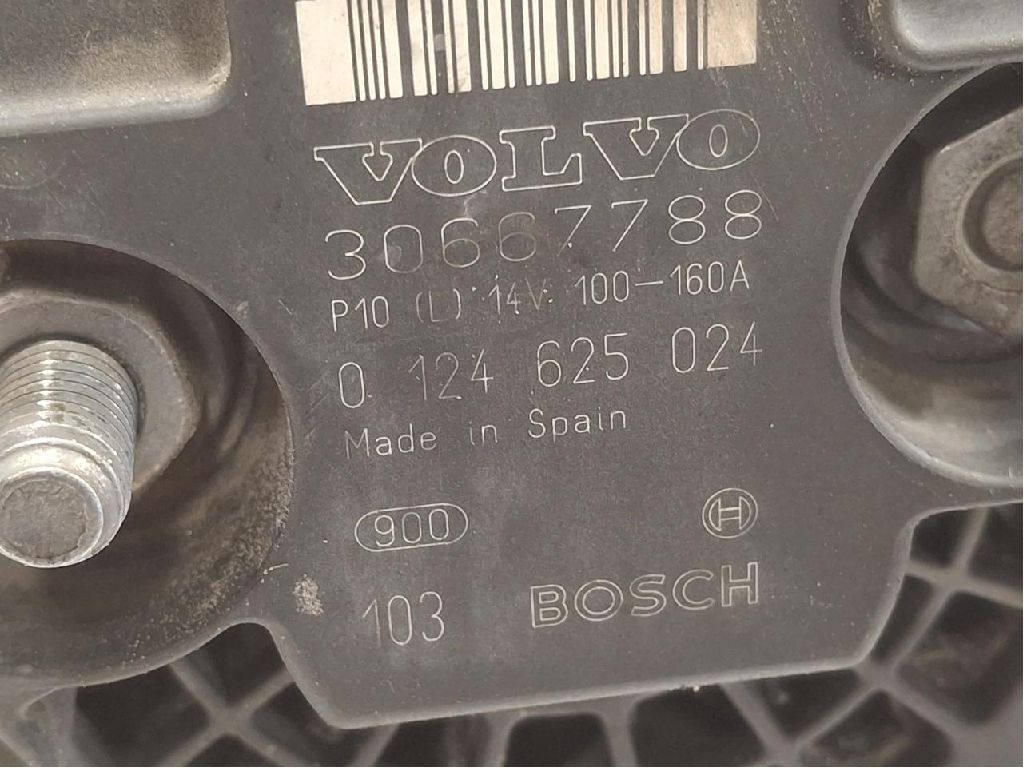 VOLVO
30667788
P10 (L) 14V 100-160A
0 124 625 024
Made in Spain
900
H
103 BOSCH